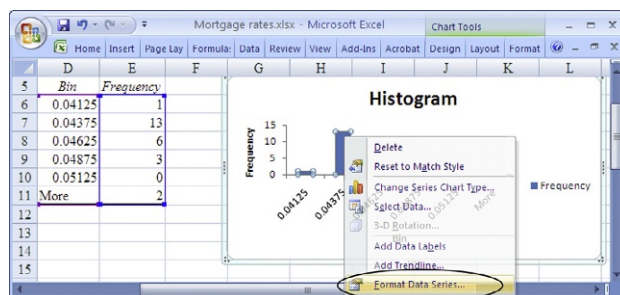 Mortgage rates.xlsx - Microsoft Excel
Chart Tools
Home Insert Page Lay Formula: Data Review View Add-Ins Acrobat Design Layout Format
D E F G H I J K L
5 Bin Frequency
6 0.04125 1
7 0.04375 13
8 0.04625 6
9 0.04875 3
10 0.05125 0
11 More 2
12
13
14
15
Histogram
Frequency
15
10
5
0
0.04125
0.04375
0.05125
More
Bin
Frequency
Delete
Reset to Match Style
Change Series Chart Type...
Select Data...
3-D Rotation...
Add Data Labels
Add Trendline...
Format Data Series...